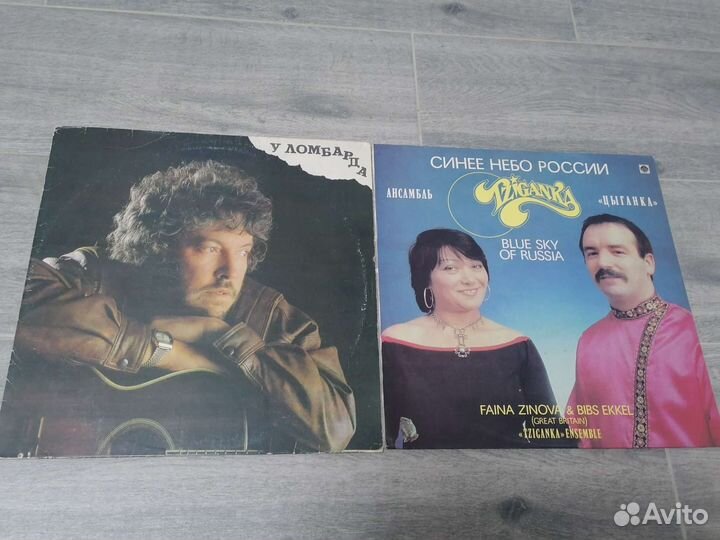 У ЛОМБАРДА
СИНЕЕ НЕБО РОССИИ
АНСАМБЛЬ
TZIGANKA
«ЦЫГАНКА»
BLUE SKY
OF RUSSIA
FAINA ZINOVA & BIBS EKKEL
(GREAT BRITAIN)
«TZIGANKA» ENSEMBLE
Avito